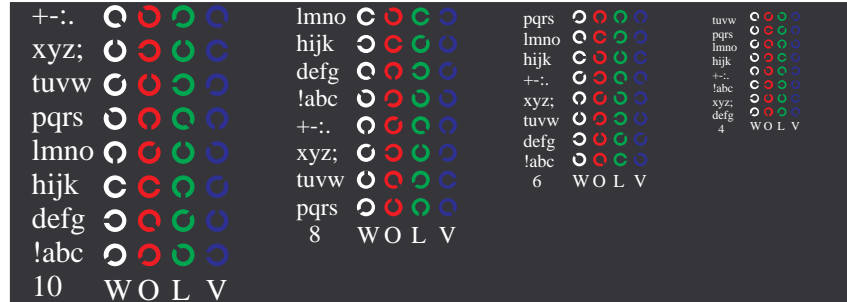 +-:.
xyz;
tuvw
pqrs
lmno
hijk
defg
!abc
10 W O L V
lmno
hijk
defg
!abc
+-:.
xyz;
tuvw
pqrs
8 W O L V
pqrs
lmno
hijk
+-:.
xyz;
tuvw
defg
!abc
6 W O L V
tuvw
pqrs
lmno
hijk
+-:.
!abc
xyz;
defg
4 W O L V